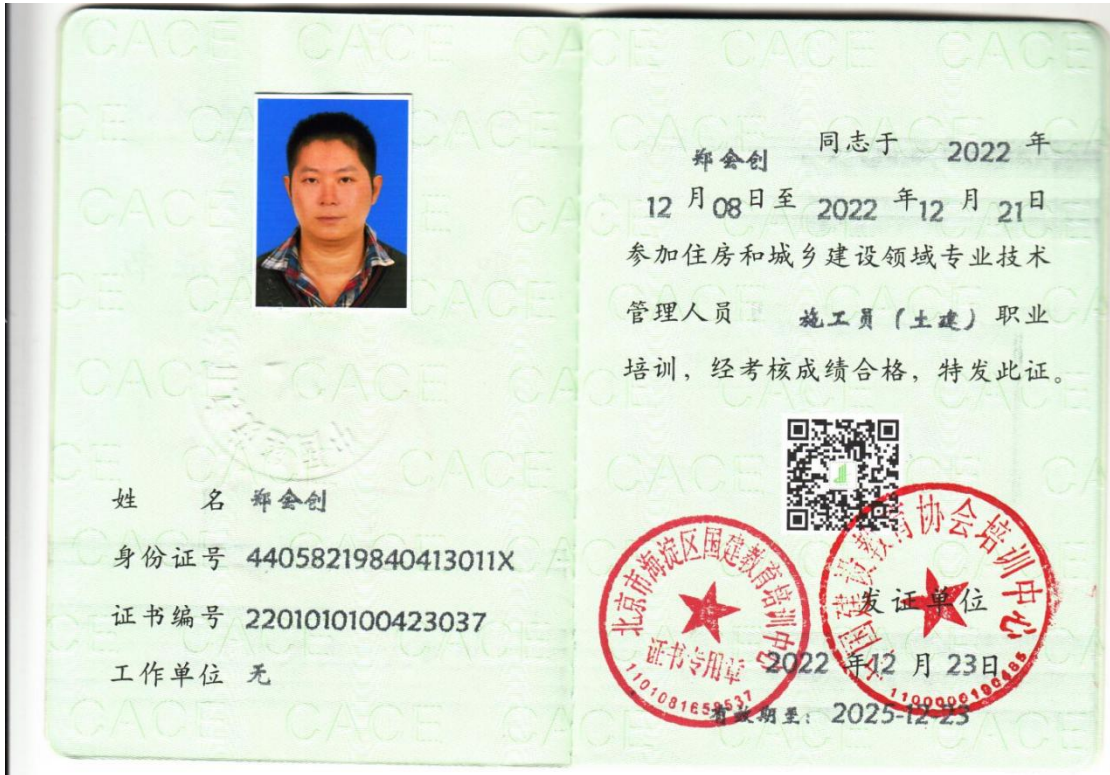 CACE
姓 名 郑会创
身份证号 44058219840413011X
证书编号 2201010100423037
工作单位 无
郑会创 同志于 2022 年
12 月 08 日至 2022 年 12 月 21 日
参加住房和城乡建设领域专业技术
管理人员 施工员（土建）职业
培训，经考核成绩合格，特发此证。
北京市海淀区国建教育培训中心
证书专用章
中国建设教育协会培训中心
发证单位
2022 年 12 月 23 日
有效期至：2025-12-23